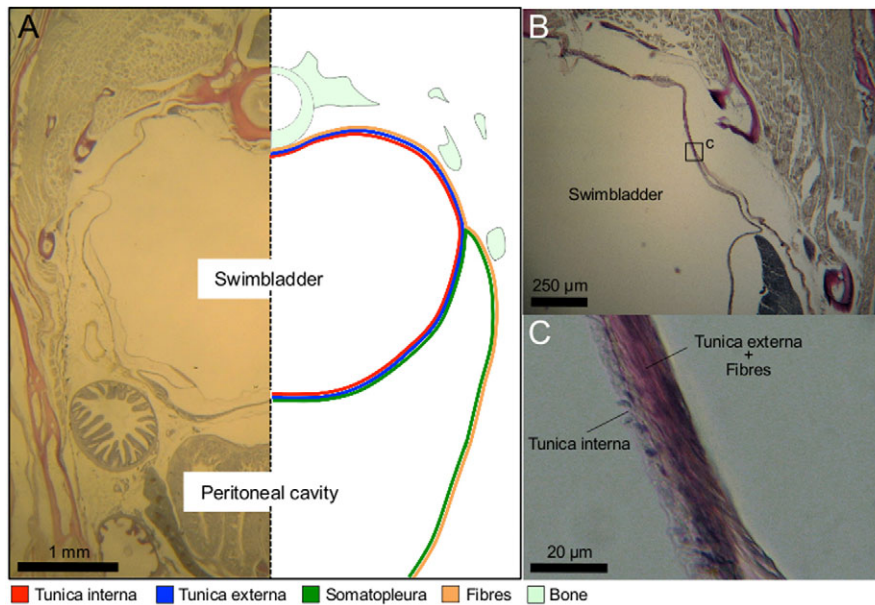 A
Swimbladder
Peritoneal cavity
1 mm
B
C
Swimbladder
250 µm
C
Tunica externa
+
Fibres
Tunica interna
20 µm
Tunica interna
Tunica externa
Somatopleura
Fibres
Bone